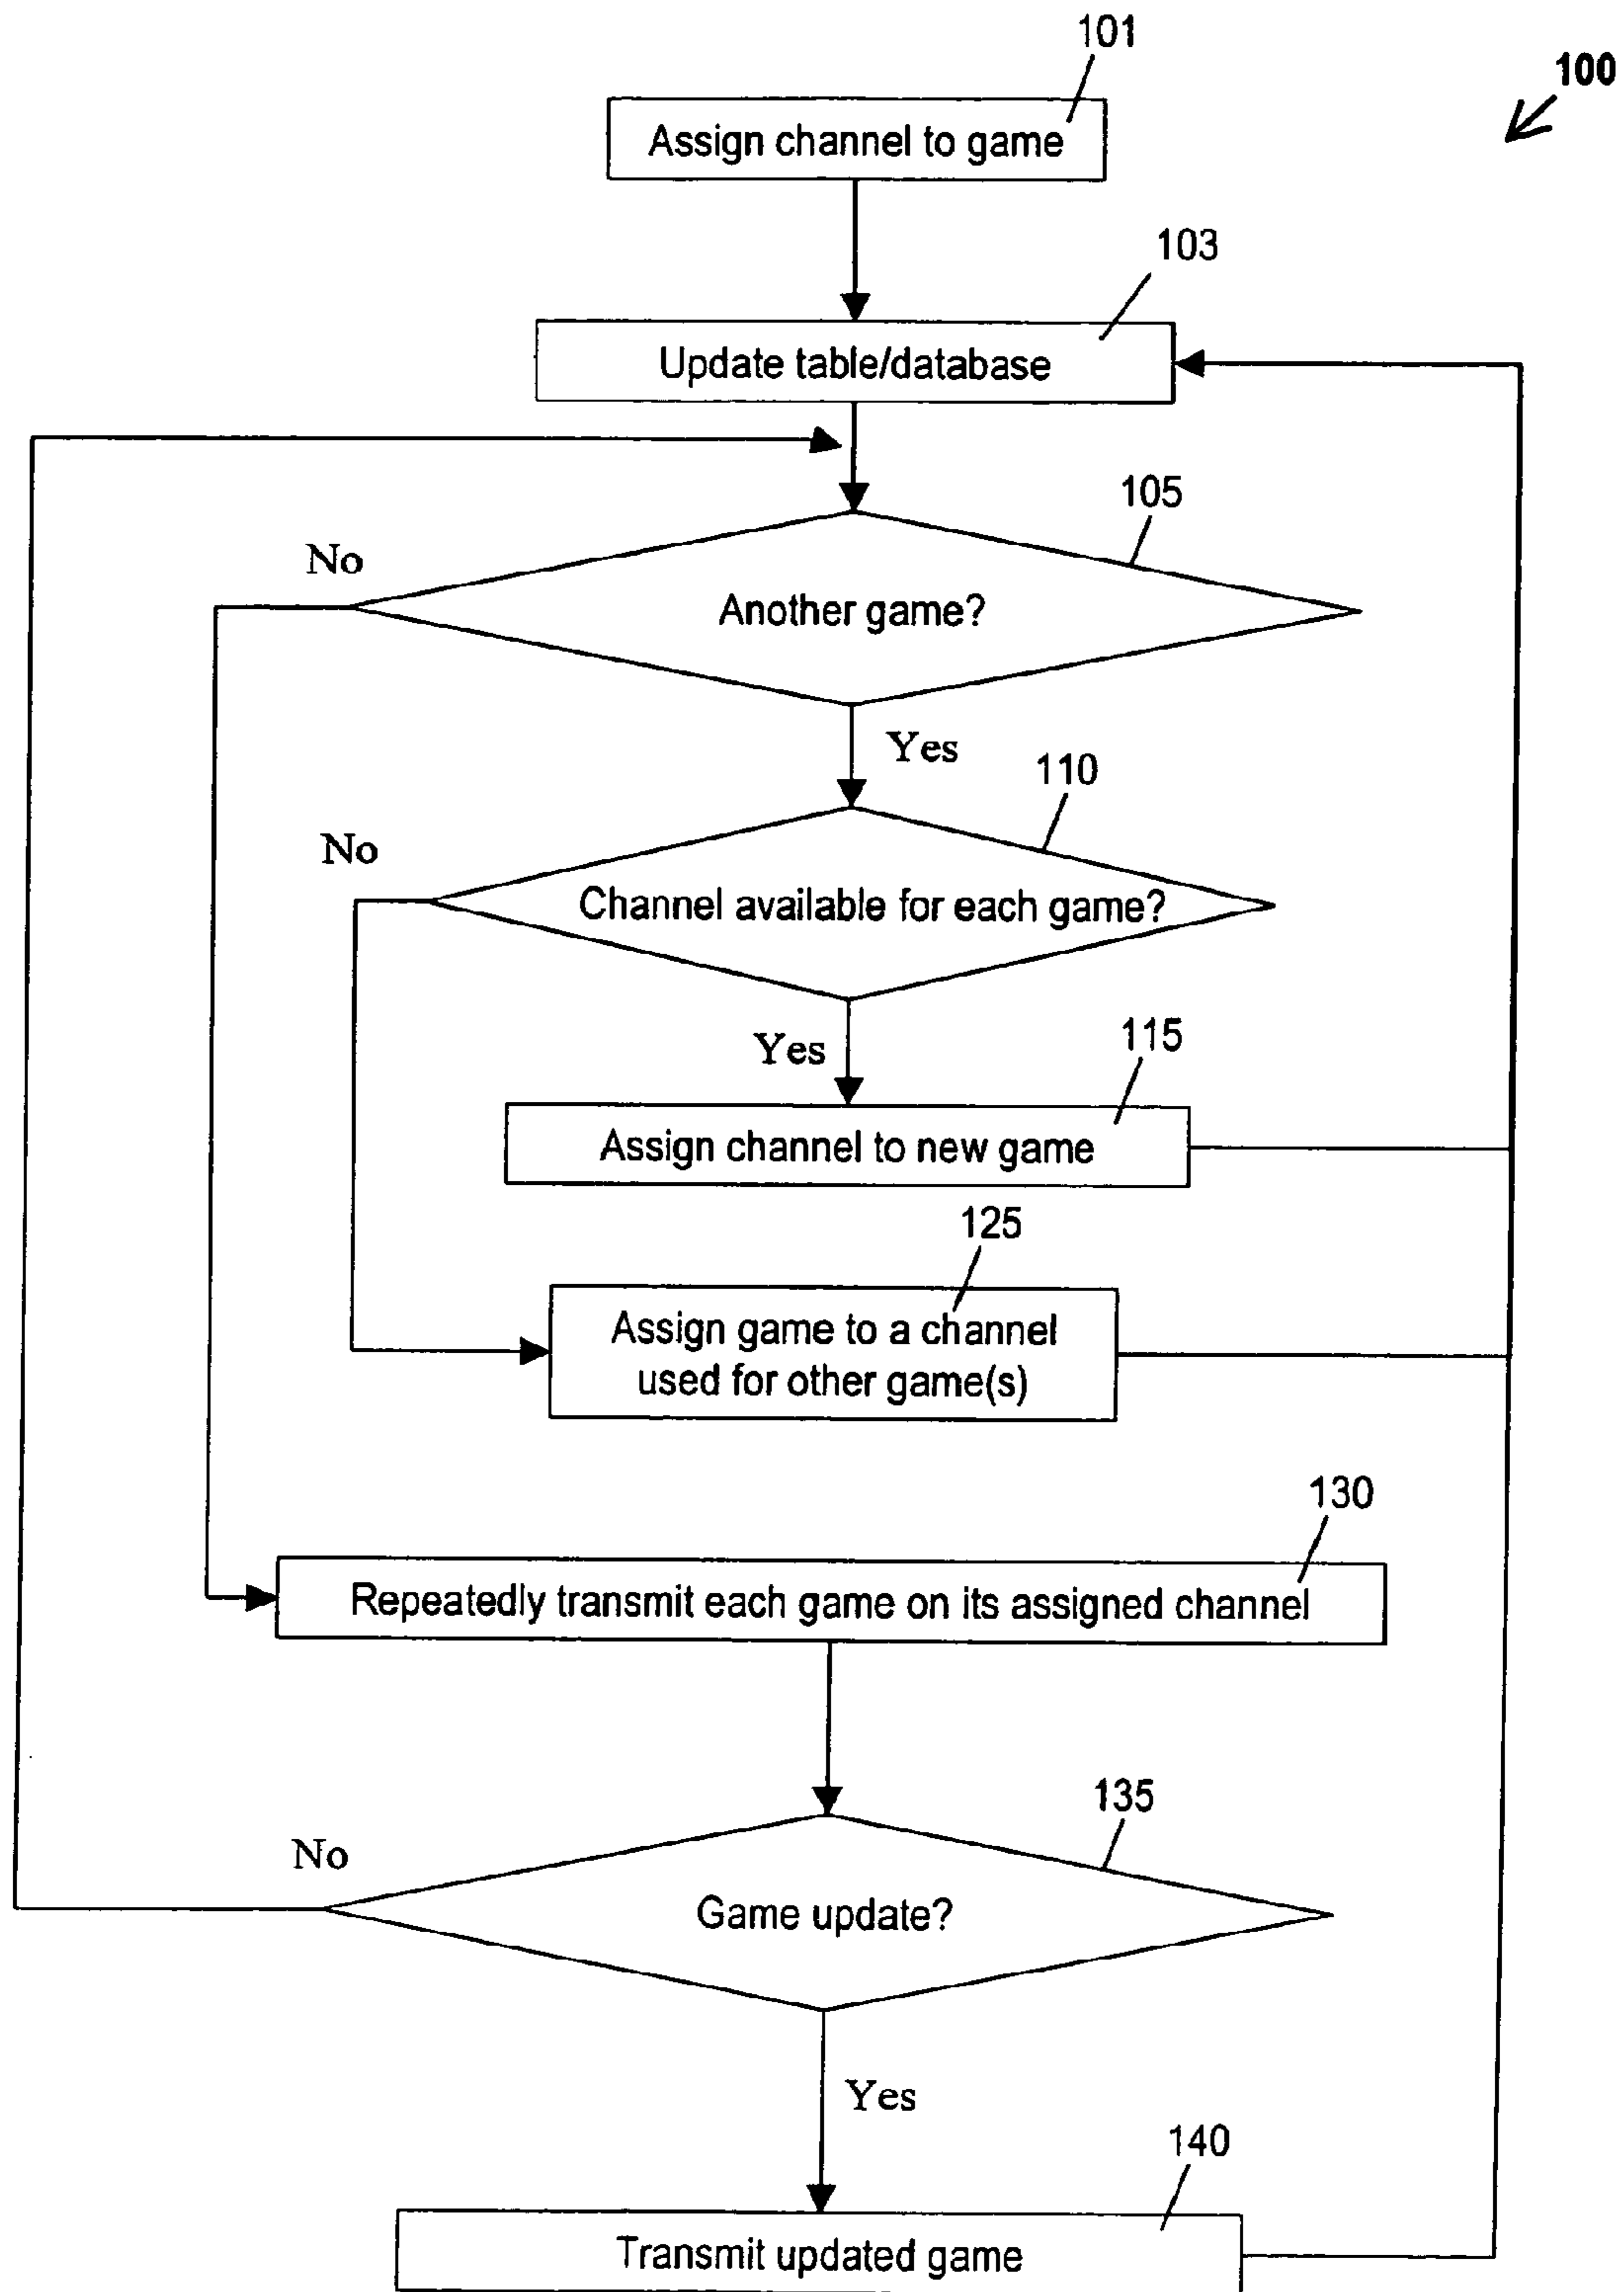 101
100
Assign channel to game
103
Update table/database
105
No
Another game?
Yes
110
No
Channel available for each game?
Yes
115
Assign channel to new game
125
Assign game to a channel
used for other game(s)
130
Repeatedly transmit each game on its assigned channel
135
No
Game update?
Yes
140
Transmit updated game